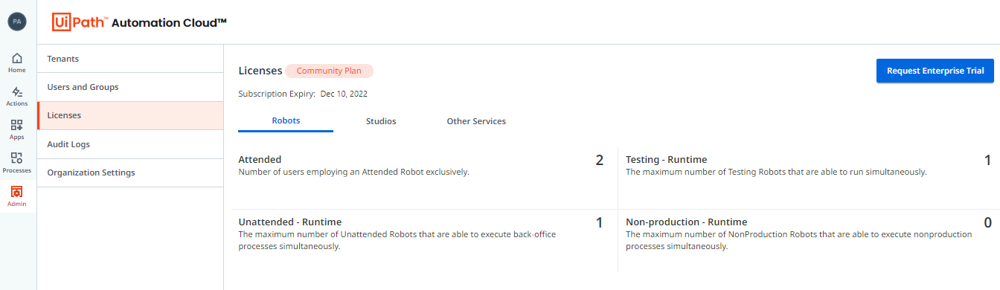 PA
UiPath™ Automation Cloud™
Home
Actions
Apps
Processes
Admin
Tenants
Users and Groups
Licenses
Audit Logs
Organization Settings
Licenses Community Plan
Request Enterprise Trial
Subscription Expiry: Dec 10, 2022
Robots Studios Other Services
Attended 2
Number of users employing an Attended Robot exclusively.
Testing - Runtime 1
The maximum number of Testing Robots that are able to run simultaneously.
Unattended - Runtime 1
The maximum number of Unattended Robots that are able to execute back-office
processes simultaneously.
Non-production - Runtime 0
The maximum number of NonProduction Robots that are able to execute nonproduction
processes simultaneously.